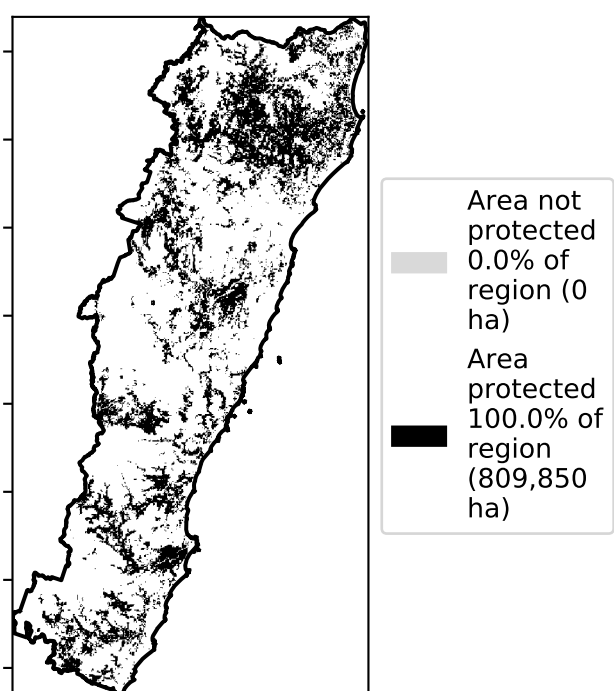 Area not
protected
0.0% of
region (0
ha)
Area
protected
100.0% of
region
(809,850
ha)